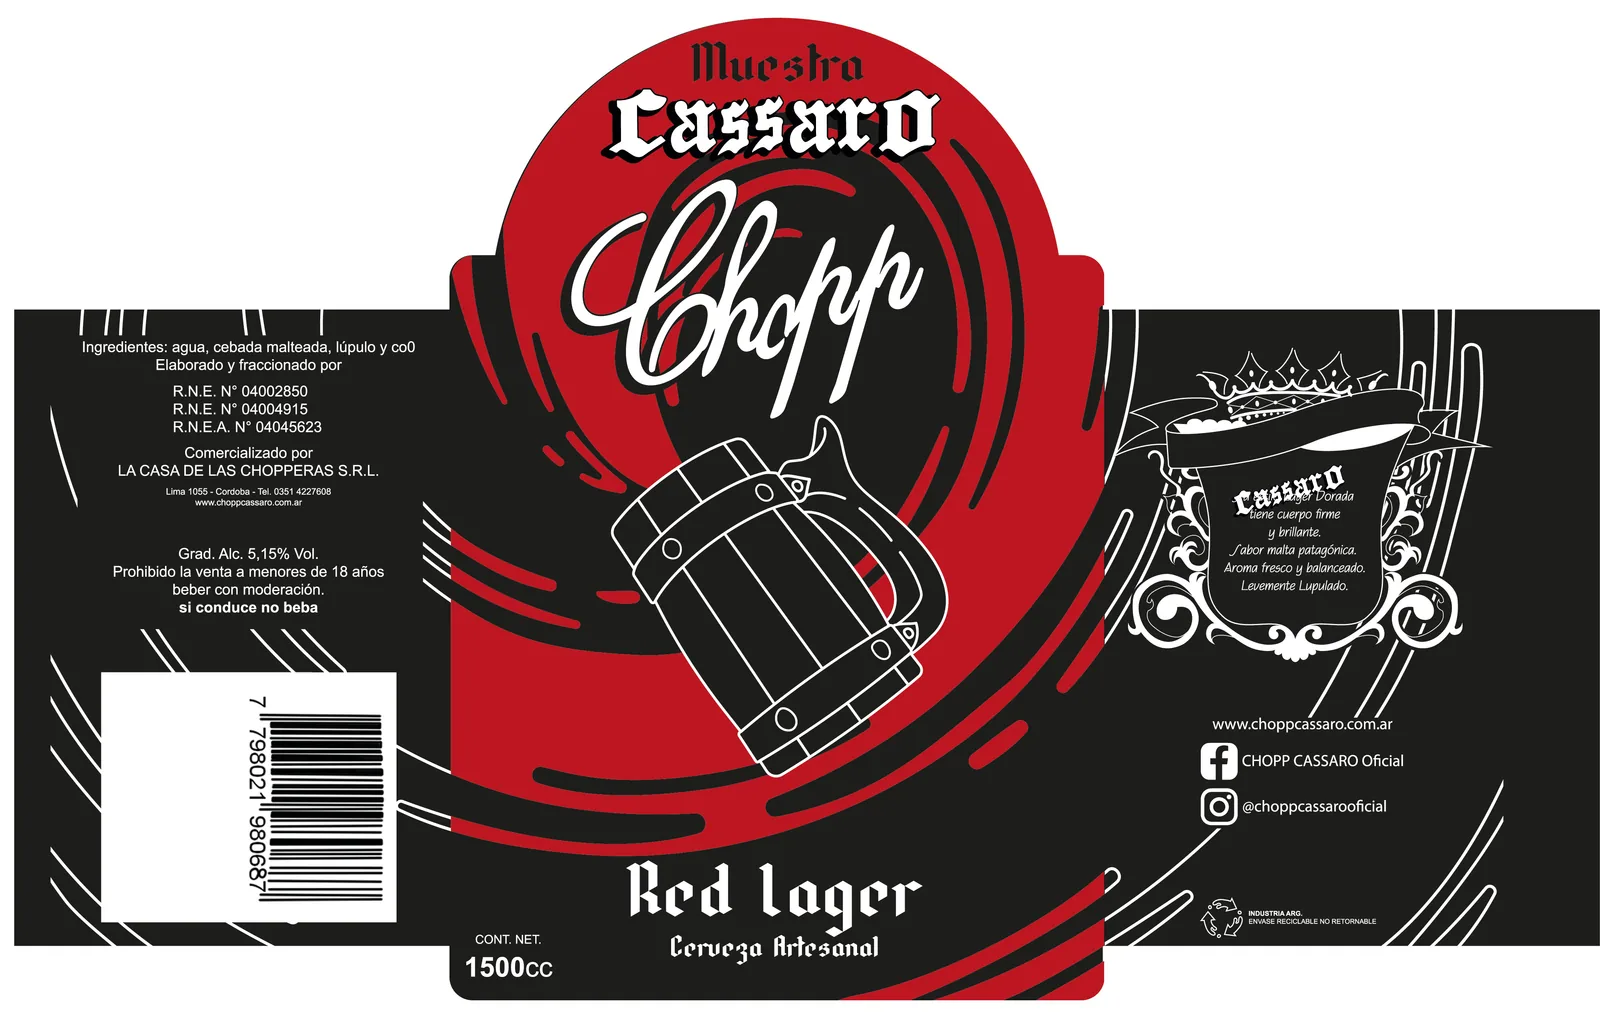 Muestra
Cassaro
Chopp
Red Lager
Cerveza Artesanal
CONT. NET.
1500CC
Ingredientes: agua, cebada malteada, lúpulo y co0
Elaborado y fraccionado por
R.N.E. N° 04002850
R.N.E. N° 04004915
R.N.E.A. N° 04045623
Comercializado por
LA CASA DE LAS CHOPPERAS S.R.L.
Lima 1055 - Cordoba - Tel. 0351 4227608
www.choppcassaro.com.ar
Grad. Alc. 5,15% Vol.
Prohibido la venta a menores de 18 años
beber con moderación.
si conduce no beba
7 798021 980687
Cassaro
Lager Dorada
tiene cuerpo firme
y brillante.
Sabor malta patagónica.
Aroma fresco y balanceado.
Levemente Lupulado.
www.choppcassaro.com.ar
CHOPP CASSARO Oficial
@choppcassarooficial
INDUSTRIA ARG.
ENVASE RECICLABLE NO RETORNABLE